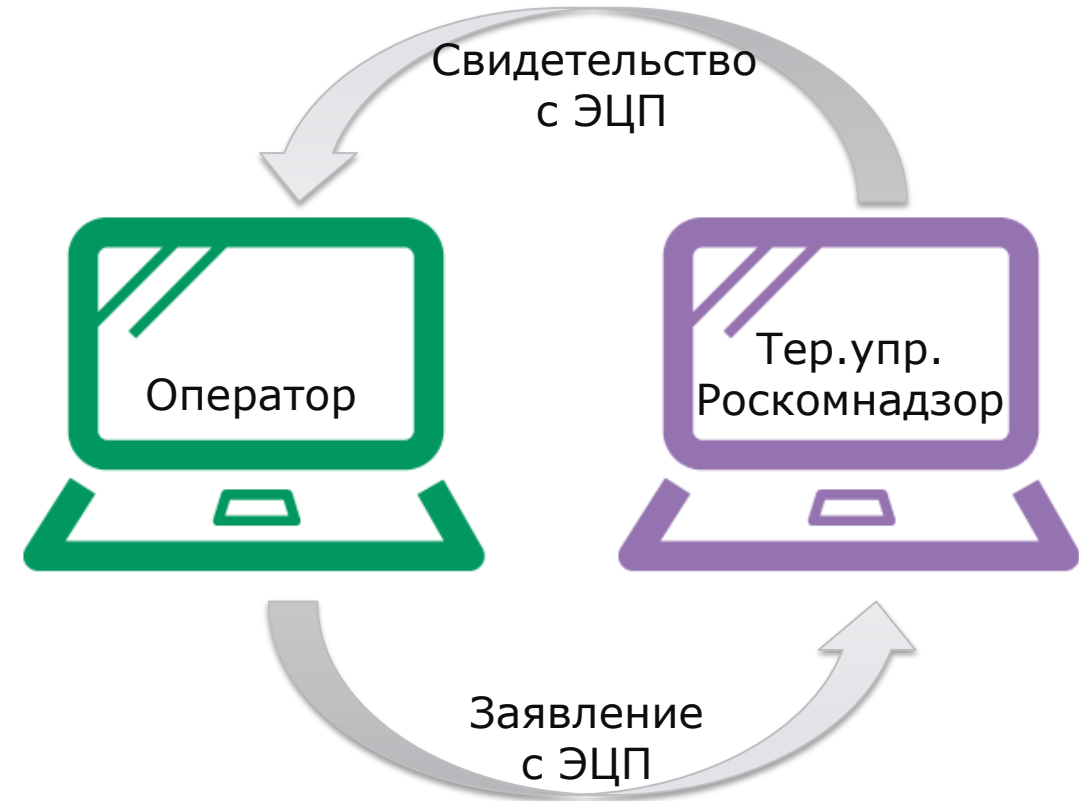 Свидетельство
с ЭЦП
Оператор
Тер.упр.
Роскомнадзор
Заявление
с ЭЦП